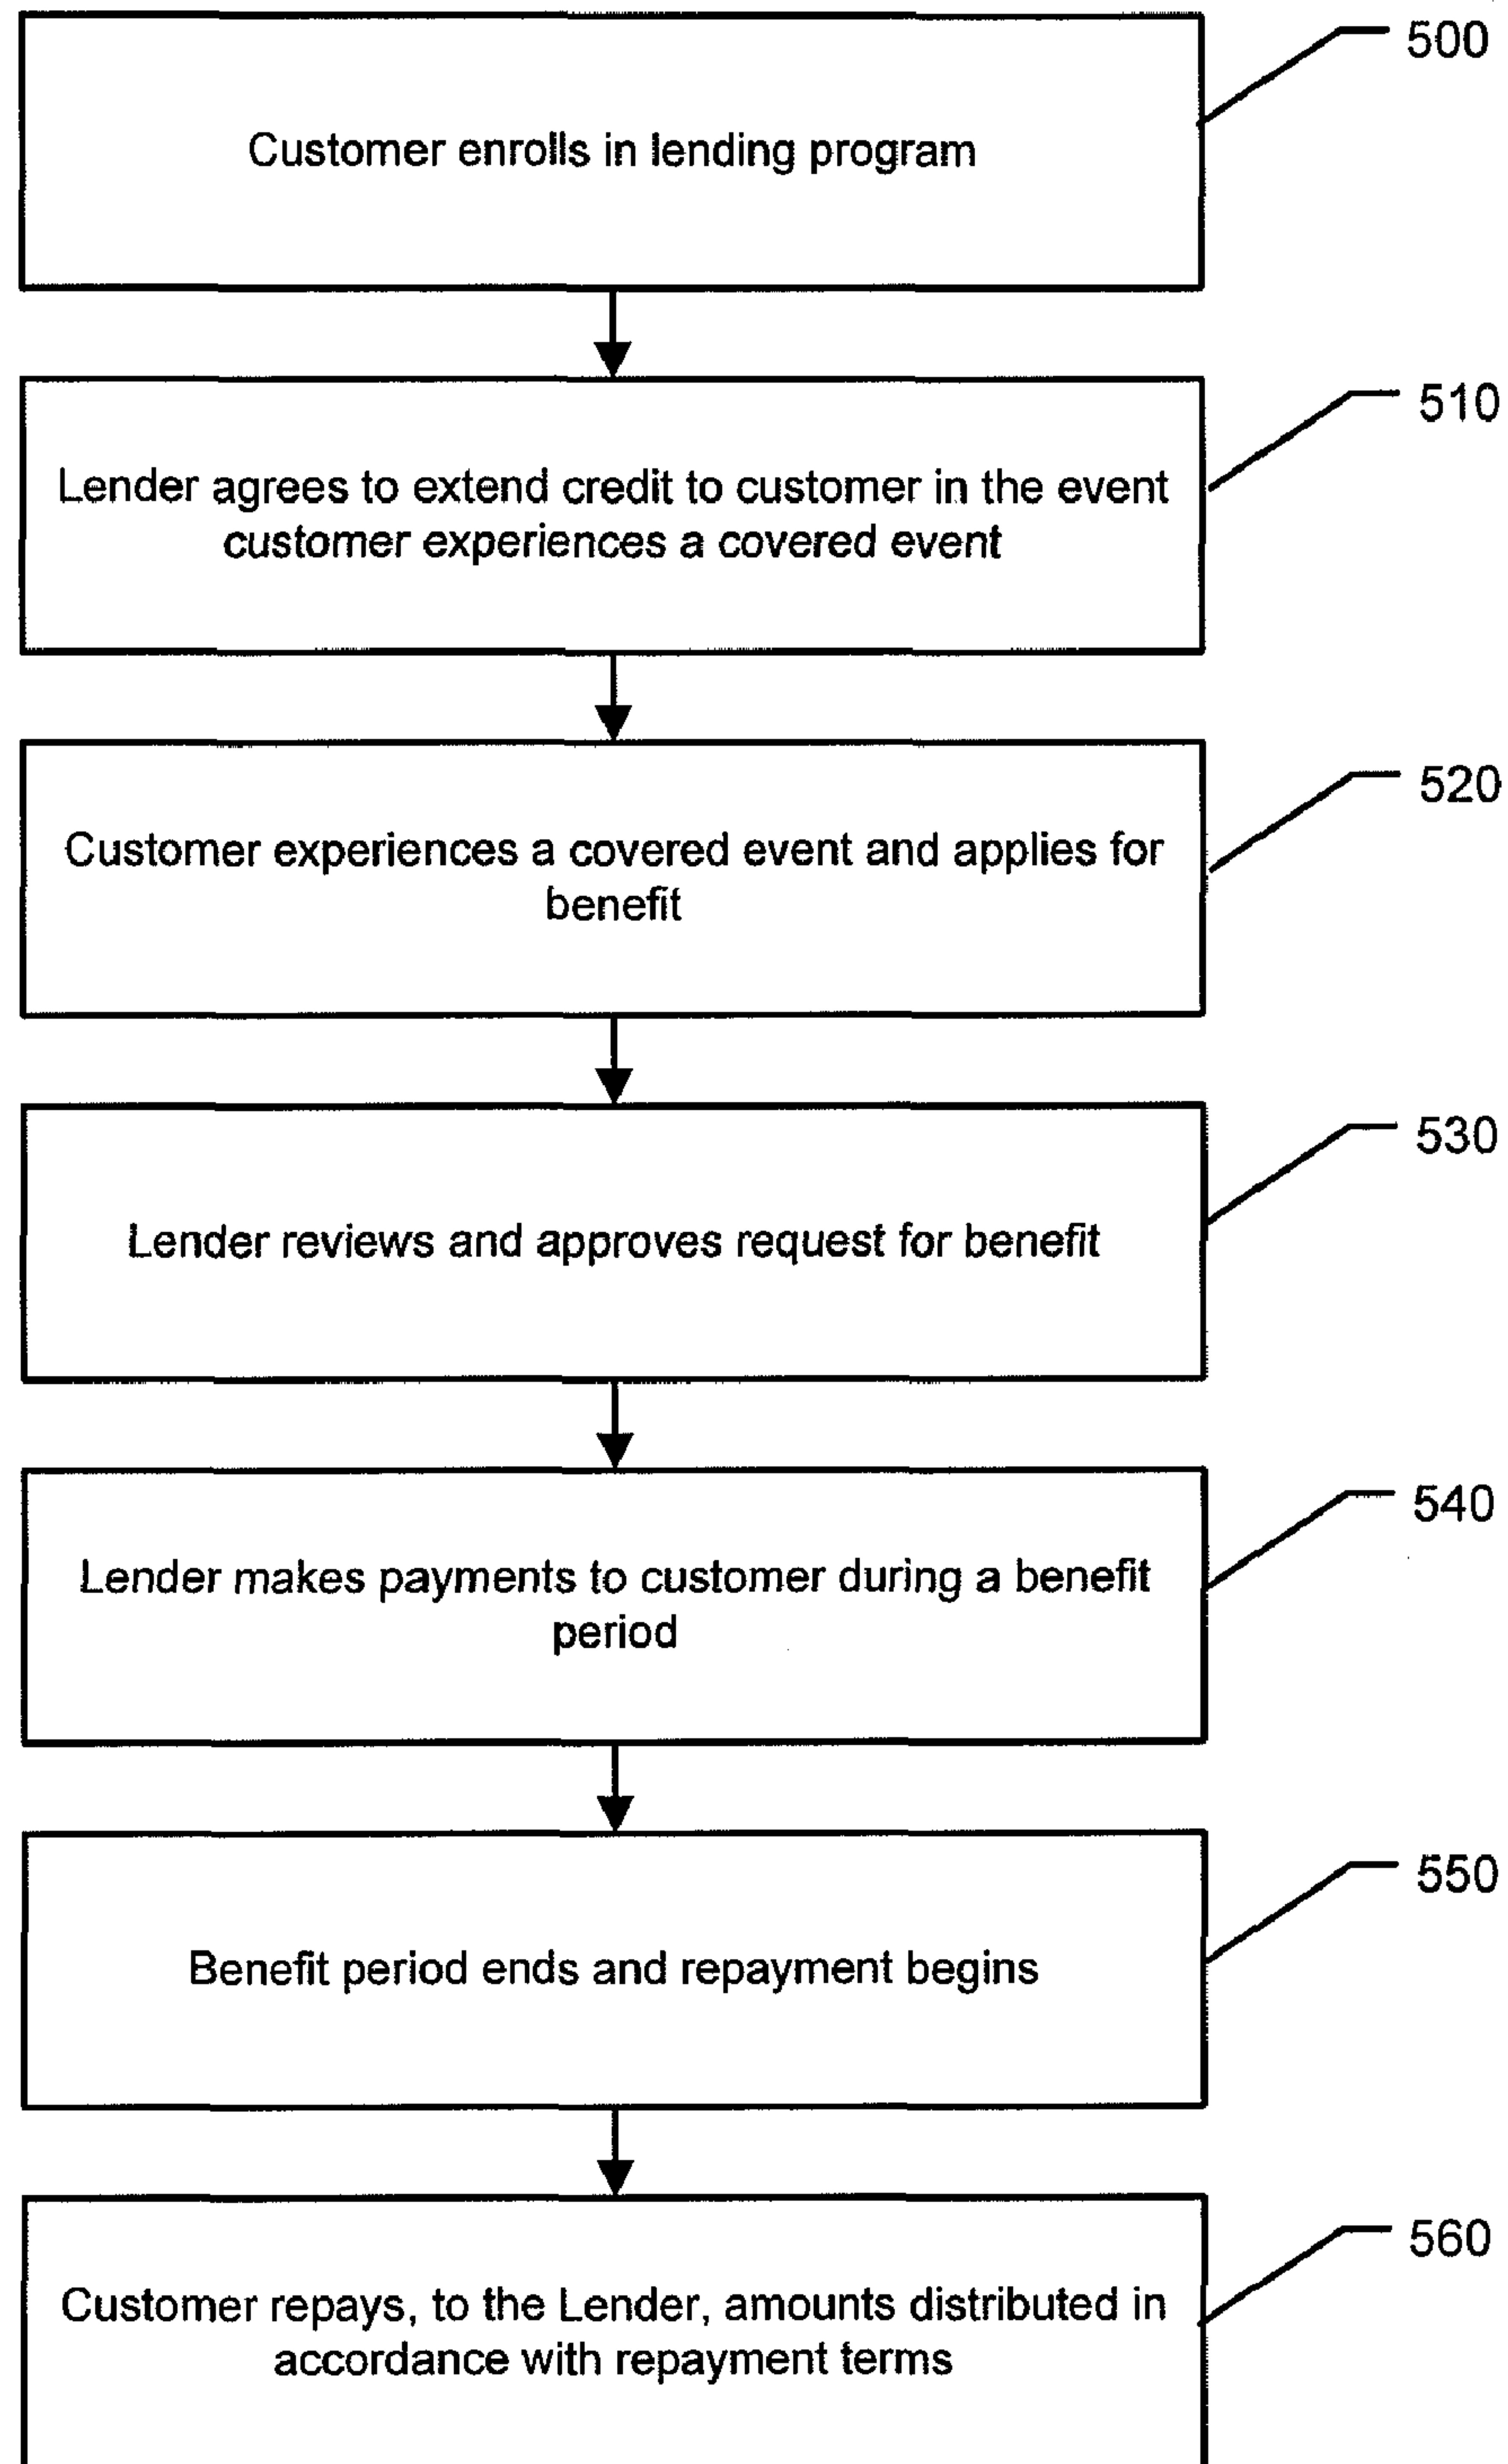 500
Customer enrolls in lending program
510
Lender agrees to extend credit to customer in the event
customer experiences a covered event
520
Customer experiences a covered event and applies for
benefit
530
Lender reviews and approves request for benefit
540
Lender makes payments to customer during a benefit
period
550
Benefit period ends and repayment begins
560
Customer repays, to the Lender, amounts distributed in
accordance with repayment terms